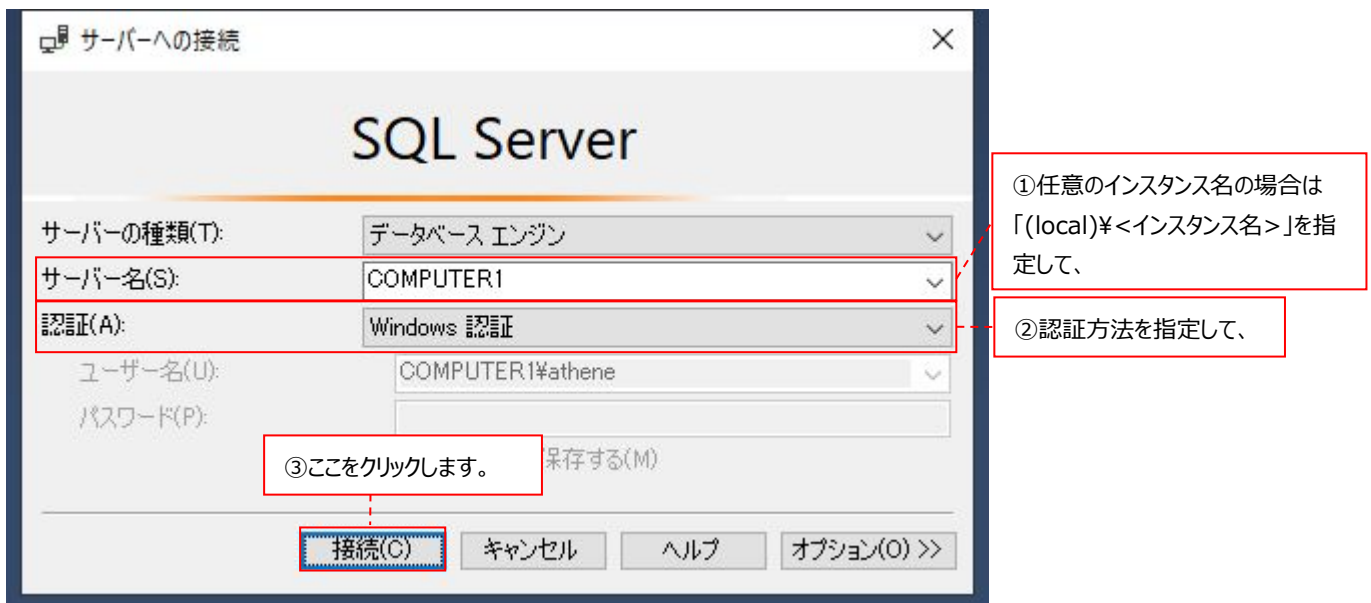 サーバーへの接続
SQL Server
サーバーの種類(T):
データベース エンジン
サーバー名(S):
COMPUTER1
認証(A):
Windows 認証
ユーザー名(U):
COMPUTER1¥athene
パスワード(P):
保存する(M)
接続(C)
キャンセル
ヘルプ
オプション(O) >>
①任意のインスタンス名の場合は
「(local)¥<インスタンス名>」を指
定して、
②認証方法を指定して、
③ここをクリックします。